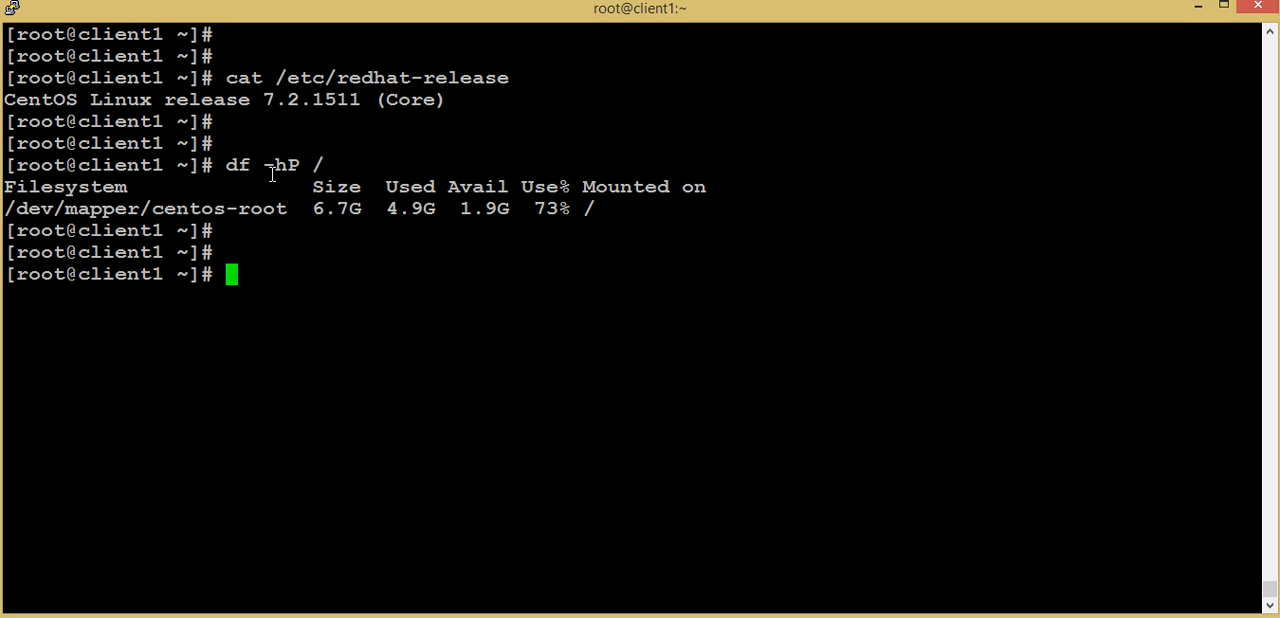 root@client1:~
[root@client1 ~]#
[root@client1 ~]#
[root@client1 ~]# cat /etc/redhat-release
CentOS Linux release 7.2.1511 (Core)
[root@client1 ~]#
[root@client1 ~]#
[root@client1 ~]# df -hP /
Filesystem               Size  Used Avail Use% Mounted on
/dev/mapper/centos-root  6.7G  4.9G  1.9G  73% /
[root@client1 ~]#
[root@client1 ~]#
[root@client1 ~]#